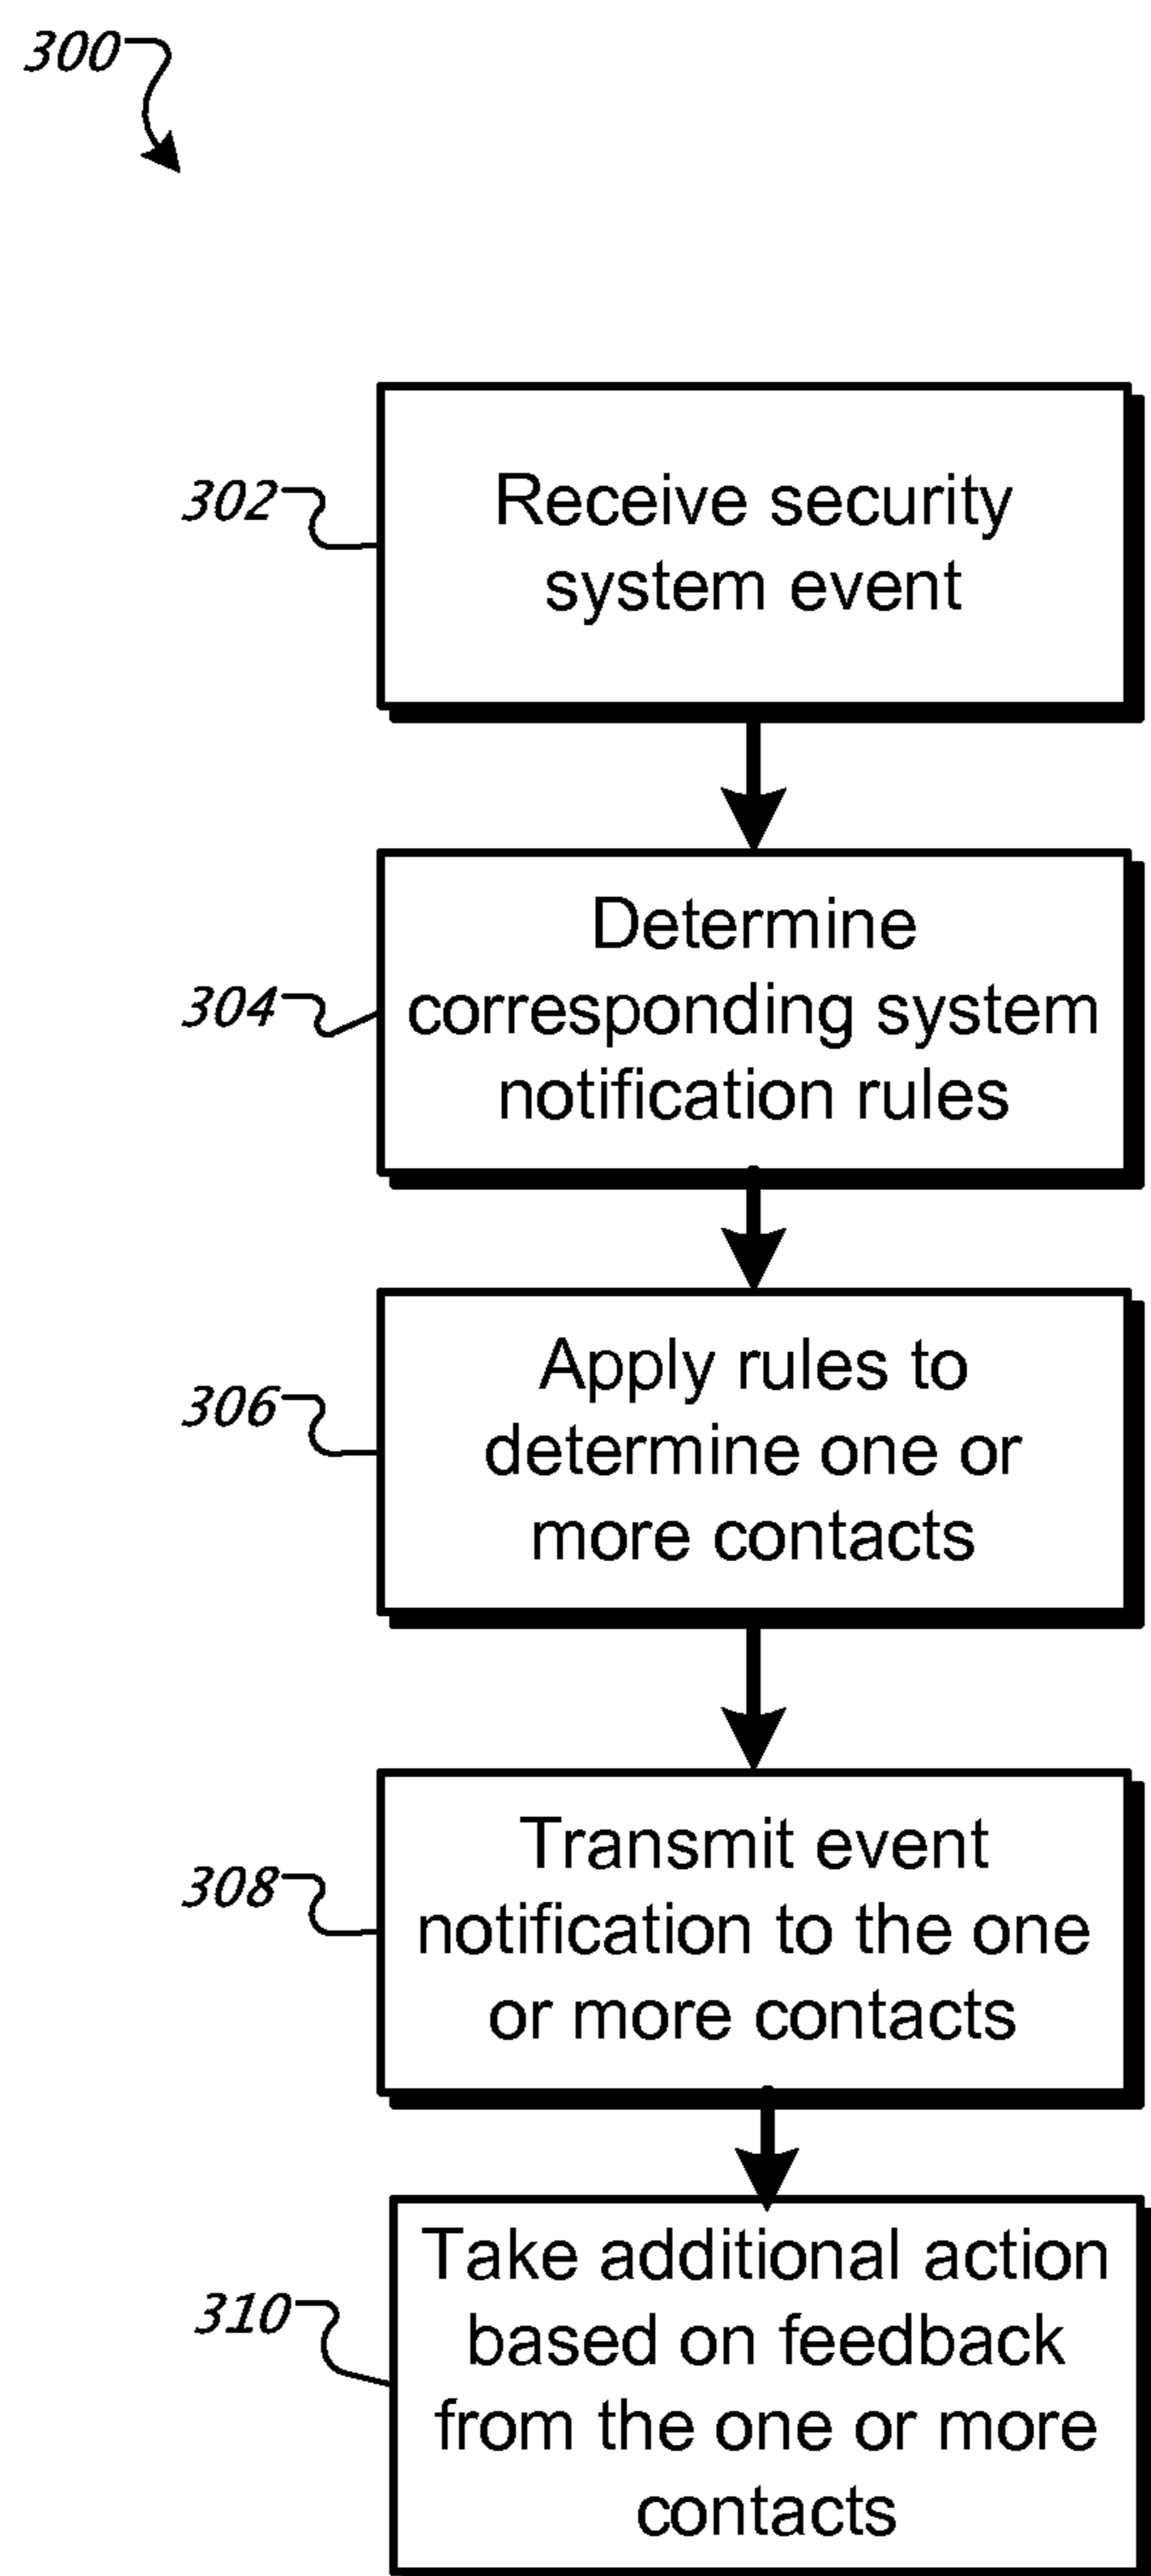 300
302
Receive security
system event
304
Determine
corresponding system
notification rules
306
Apply rules to
determine one or
more contacts
308
Transmit event
notification to the one
or more contacts
310
Take additional action
based on feedback
from the one or more
contacts